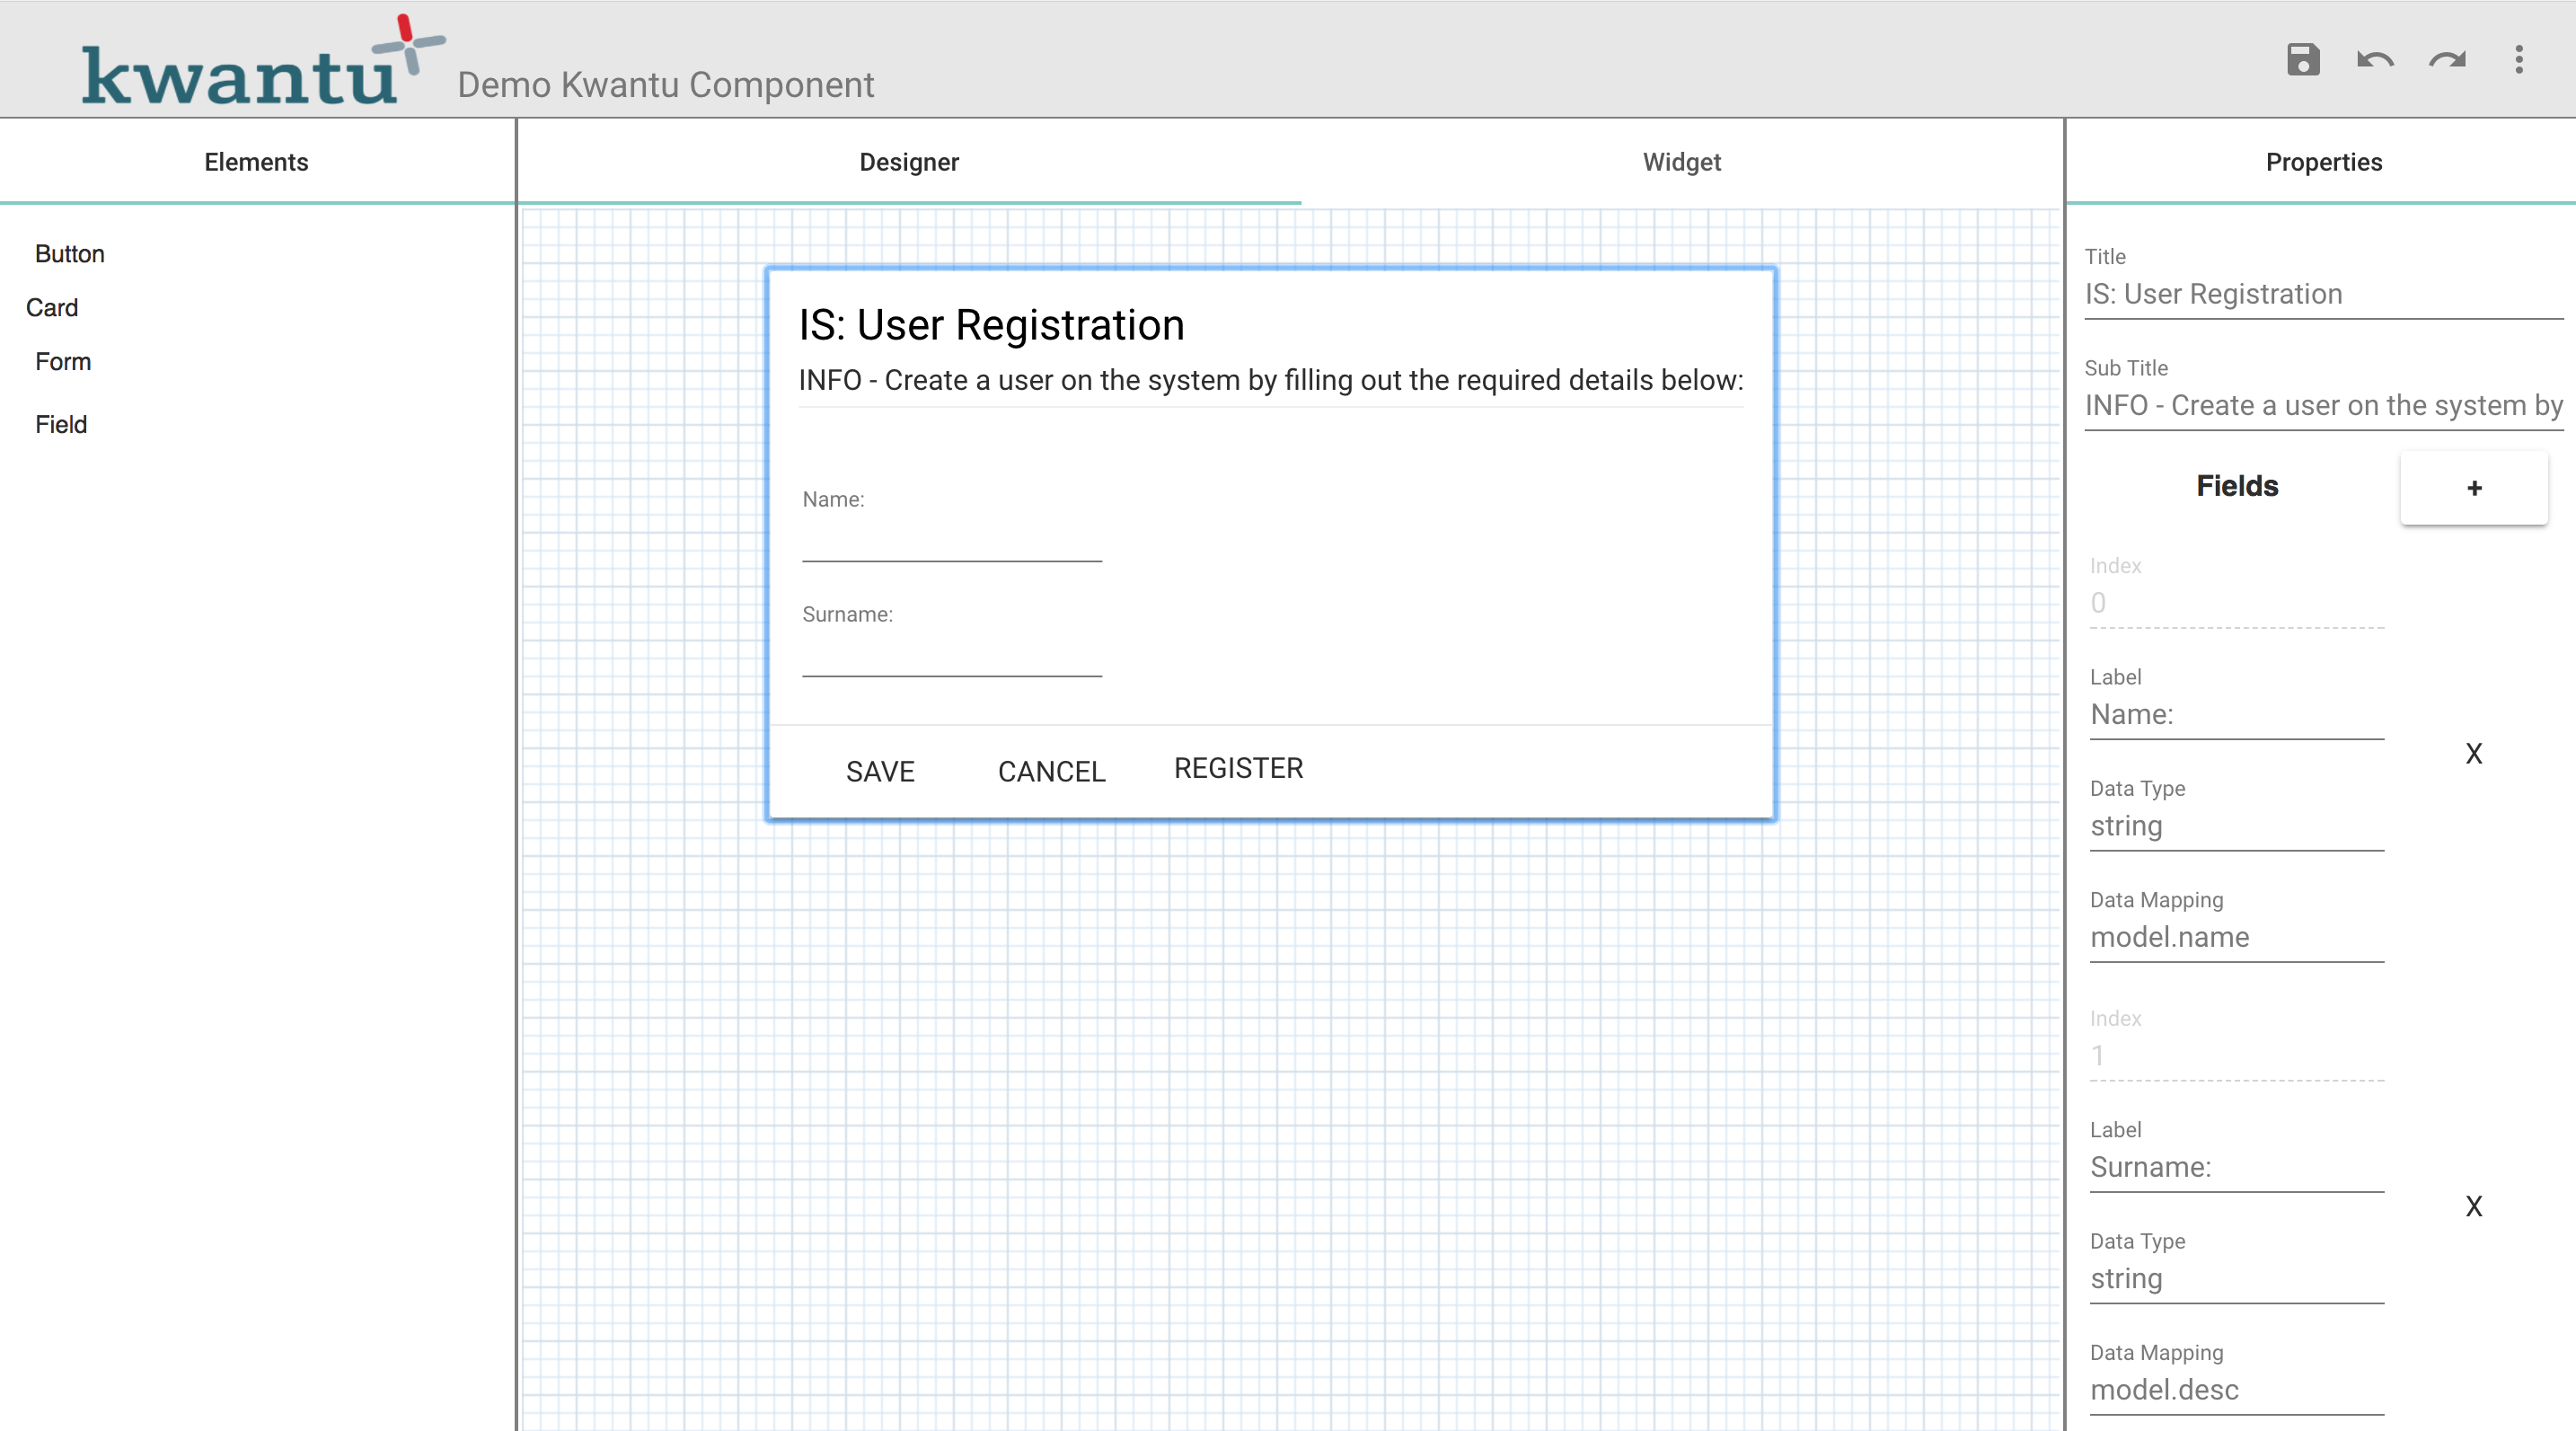 kwantu
Demo Kwantu Component
Elements
Designer
Widget
Properties
Button
Card
Form
Field
IS: User Registration
INFO - Create a user on the system by filling out the required details below:
Name:
Surname:
SAVE
CANCEL
REGISTER
Title
IS: User Registration
Sub Title
INFO - Create a user on the system by
Fields
+
Index
0
Label
Name:
X
Data Type
string
Data Mapping
model.name
Index
1
Label
Surname:
X
Data Type
string
Data Mapping
model.desc